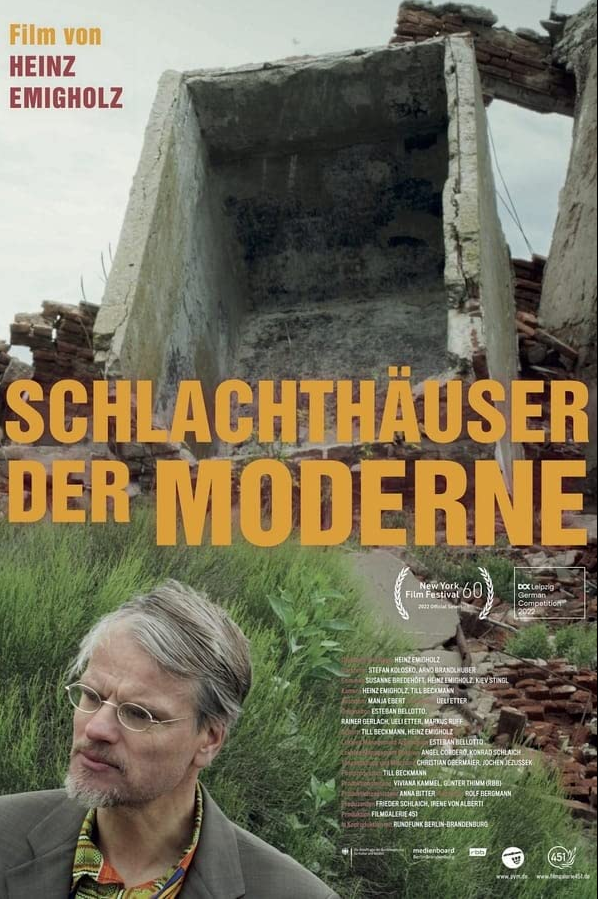 Film von
HEINZ
EMIGHOLZ
SCHLACHTHÄUSER
DER MODERNE
New York
Film Festival 60
2022 Official Selection
DOK Leipzig
German
Competition
2022
HEINZ EMIGHOLZ
STEFAN KOLOSKO, ARNO BRANDLHUBER
SUSANNE BREDEHÖFT, HEINZ EMIGHOLZ, KIEV STINGL
HEINZ EMIGHOLZ, TILL BECKMANN
MANJA EBERT UELI ETTER
ESTEBAN BELLOTTO,
RAINER GERLACH, UELI ETTER, MARKUS RUFF
TILL BECKMANN, HEINZ EMIGHOLZ
ESTEBAN BELLOTTO
ANGEL CORDERO, KONRAD SCHLAICH
CHRISTIAN OBERMAIER, JOCHEN JEZUSSEK
TILL BECKMANN
VIVIANA KAMMEL, GÜNTER THIMM (RBB)
ANNA BITTER ROLF BERGMANN
FRIEDER SCHLAICH, IRENE VON ALBERTI
FILMGALERIE 451
RUNDFUNK BERLIN-BRANDENBURG
medienboard
BerlinBrandenburg
rbb
451
www.pym.de www.filmgalerie451.de